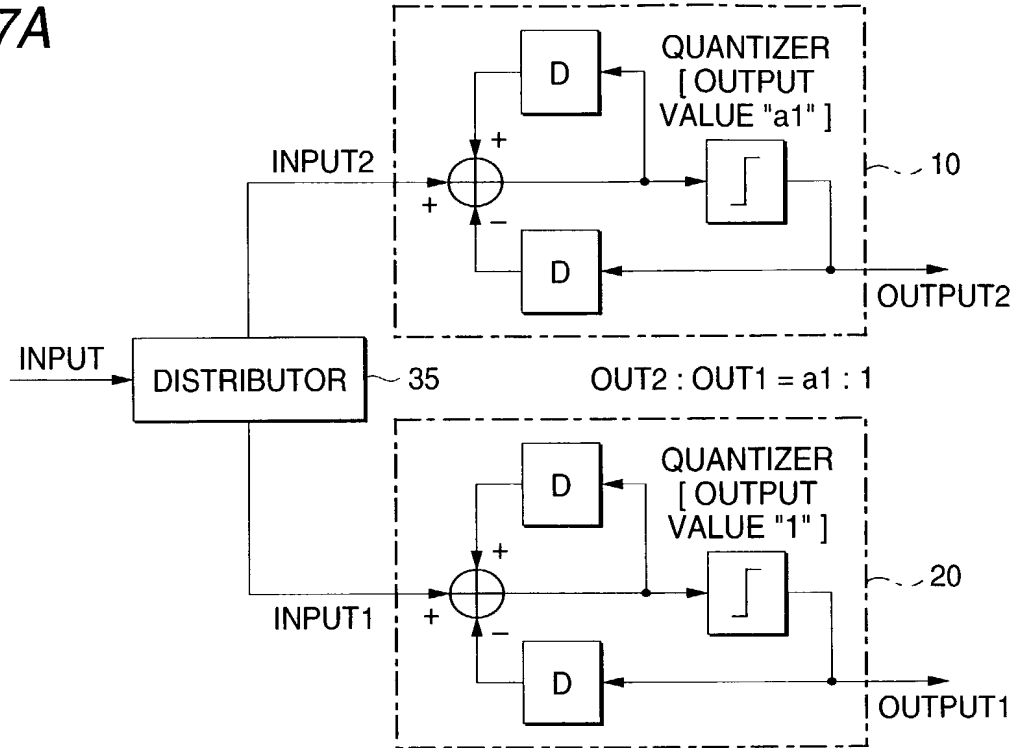 7A
D
QUANTIZER
[ OUTPUT
VALUE "a1" ]
+
INPUT2
+
−
10
D
OUTPUT2
INPUT
DISTRIBUTOR
35
OUT2 : OUT1 = a1 : 1
D
QUANTIZER
[ OUTPUT
VALUE "1" ]
+
20
INPUT1
+
−
D
OUTPUT1